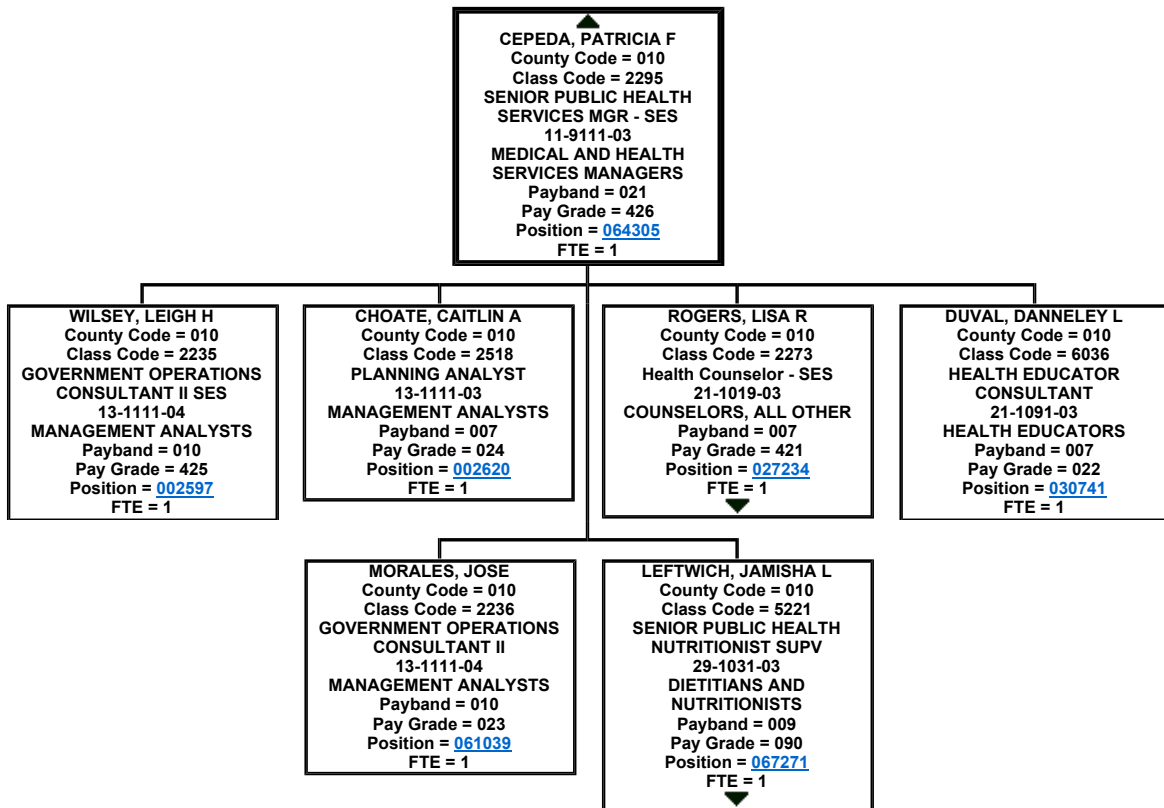 CEPEDA, PATRICIA F
County Code = 010
Class Code = 2295
SENIOR PUBLIC HEALTH
SERVICES MGR - SES
11-9111-03
MEDICAL AND HEALTH
SERVICES MANAGERS
Payband = 021
Pay Grade = 426
Position = 064305
FTE = 1
WILSEY, LEIGH H
County Code = 010
Class Code = 2235
GOVERNMENT OPERATIONS
CONSULTANT II SES
13-1111-04
MANAGEMENT ANALYSTS
Payband = 010
Pay Grade = 425
Position = 002597
FTE = 1
CHOATE, CAITLIN A
County Code = 010
Class Code = 2518
PLANNING ANALYST
13-1111-03
MANAGEMENT ANALYSTS
Payband = 007
Pay Grade = 024
Position = 002620
FTE = 1
ROGERS, LISA R
County Code = 010
Class Code = 2273
Health Counselor - SES
21-1019-03
COUNSELORS, ALL OTHER
Payband = 007
Pay Grade = 421
Position = 027234
FTE = 1
DUVAL, DANNELEY L
County Code = 010
Class Code = 6036
HEALTH EDUCATOR
CONSULTANT
21-1091-03
HEALTH EDUCATORS
Payband = 007
Pay Grade = 022
Position = 030741
FTE = 1
MORALES, JOSE
County Code = 010
Class Code = 2236
GOVERNMENT OPERATIONS
CONSULTANT II
13-1111-04
MANAGEMENT ANALYSTS
Payband = 010
Pay Grade = 023
Position = 061039
FTE = 1
LEFTWICH, JAMISHA L
County Code = 010
Class Code = 5221
SENIOR PUBLIC HEALTH
NUTRITIONIST SUPV
29-1031-03
DIETITIANS AND
NUTRITIONISTS
Payband = 009
Pay Grade = 090
Position = 067271
FTE = 1